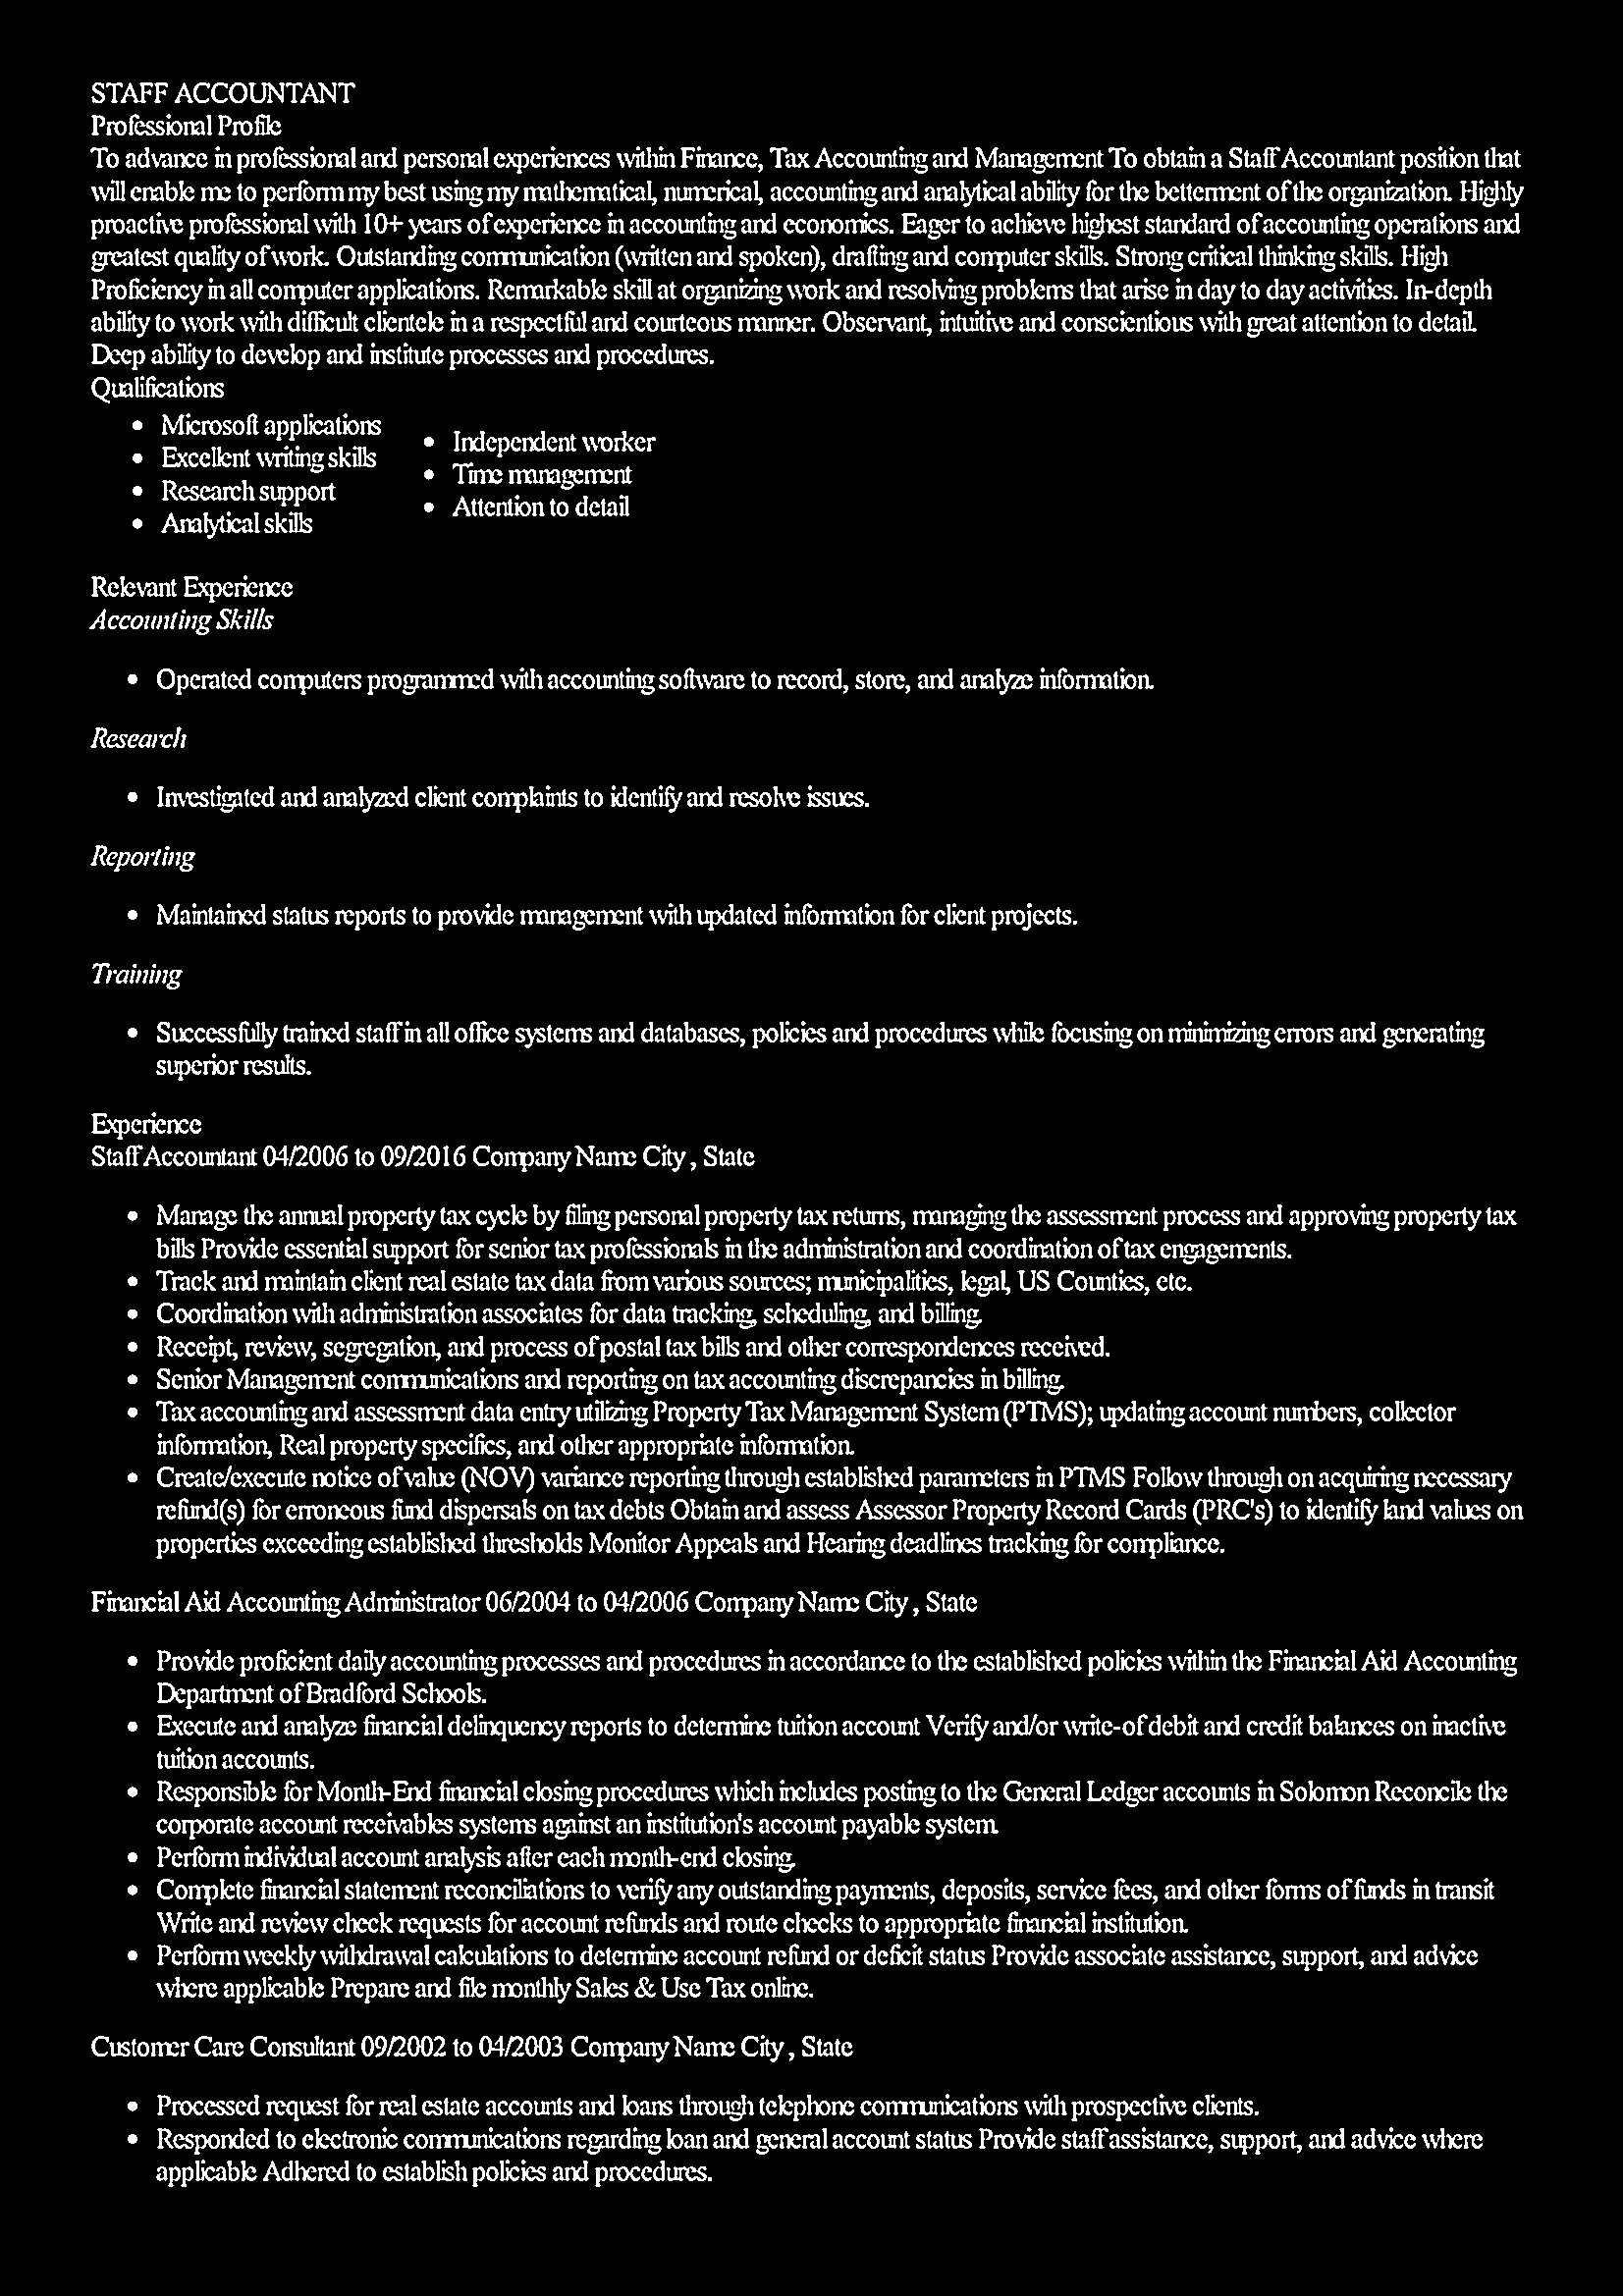 STAFF ACCOUNTANT
Professional Profile
To advance in professional and personal experiences within Finance, Tax Accounting and Management To obtain a Staff Accountant position that
will enable me to perform my best using my mathematical, numerical, accounting and analytical ability for the betterment of the organization. Highly
proactive professional with 10+ years of experience in accounting and economics. Eager to achieve highest standard of accounting operations and
greatest quality of work. Outstanding communication (written and spoken), drafting and computer skills. Strong critical thinking skills. High
Proficiency in all computer applications. Remarkable skill at organizing work and resolving problems that arise in day to day activities. In-depth
ability to work with difficult clientele in a respectful and courteous manner. Observant, intuitive and conscientious with great attention to detail.
Deep ability to develop and institute processes and procedures.
Qualifications
• Microsoft applications
• Excellent writing skills
• Research support
• Analytical skills
• Independent worker
• Time management
• Attention to detail
Relevant Experience
Accounting Skills
• Operated computers programmed with accounting software to record, store, and analyze information.
Research
• Investigated and analyzed client complaints to identify and resolve issues.
Reporting
• Maintained status reports to provide management with updated information for client projects.
Training
• Successfully trained staff in all office systems and databases, policies and procedures while focusing on minimizing errors and generating
superior results.
Experience
Staff Accountant 04/2006 to 09/2016 Company Name City , State
• Manage the annual property tax cycle by filing personal property tax returns, managing the assessment process and approving property tax
bills Provide essential support for senior tax professionals in the administration and coordination of tax engagements.
• Track and maintain client real estate tax data from various sources; municipalities, legal, US Counties, etc.
• Coordination with administration associates for data tracking, scheduling, and billing.
• Receipt, review, segregation, and process of postal tax bills and other correspondences received.
• Senior Management communications and reporting on tax accounting discrepancies in billing.
• Tax accounting and assessment data entry utilizing Property Tax Management System (PTMS); updating account numbers, collector
information, Real property specifics, and other appropriate information.
• Create/execute notice of value (NOV) variance reporting through established parameters in PTMS Follow through on acquiring necessary
refund(s) for erroneous fund dispersals on tax debts Obtain and assess Assessor Property Record Cards (PRC's) to identify land values on
properties exceeding established thresholds Monitor Appeals and Hearing deadlines tracking for compliance.
Financial Aid Accounting Administrator 06/2004 to 04/2006 Company Name City , State
• Provide proficient daily accounting processes and procedures in accordance to the established policies within the Financial Aid Accounting
Department of Bradford Schools.
• Execute and analyze financial delinquency reports to determine tuition account Verify and/or write-of debit and credit balances on inactive
tuition accounts.
• Responsible for Month-End financial closing procedures which includes posting to the General Ledger accounts in Solomon Reconcile the
corporate account receivables systems against an institution's account payable system.
• Perform individual account analysis after each month-end closing.
• Complete financial statement reconciliations to verify any outstanding payments, deposits, service fees, and other forms of funds in transit
Write and review check requests for account refunds and route checks to appropriate financial institution.
• Perform weekly withdrawal calculations to determine account refund or deficit status Provide associate assistance, support, and advice
where applicable Prepare and file monthly Sales & Use Tax online.
Customer Care Consultant 09/2002 to 04/2003 Company Name City , State
• Processed request for real estate accounts and loans through telephone communications with prospective clients.
• Responded to electronic communications regarding loan and general account status Provide staff assistance, support, and advice where
applicable Adhered to establish policies and procedures.